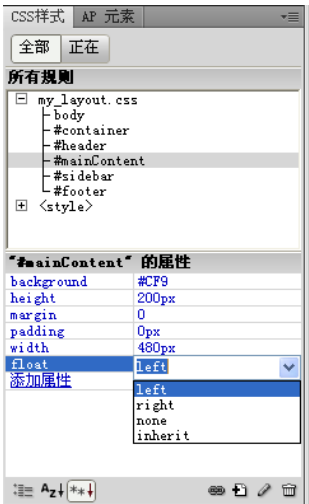 CSS样式 AP 元素
全部 正在
所有规则
my_layout.css
body
#container
#header
#mainContent
#sidebar
#footer
<style>
"#mainContent" 的属性
background #CF9
height 200px
margin 0
padding 0px
width 480px
float left
添加属性
left
right
none
inherit
Az↓ **↓